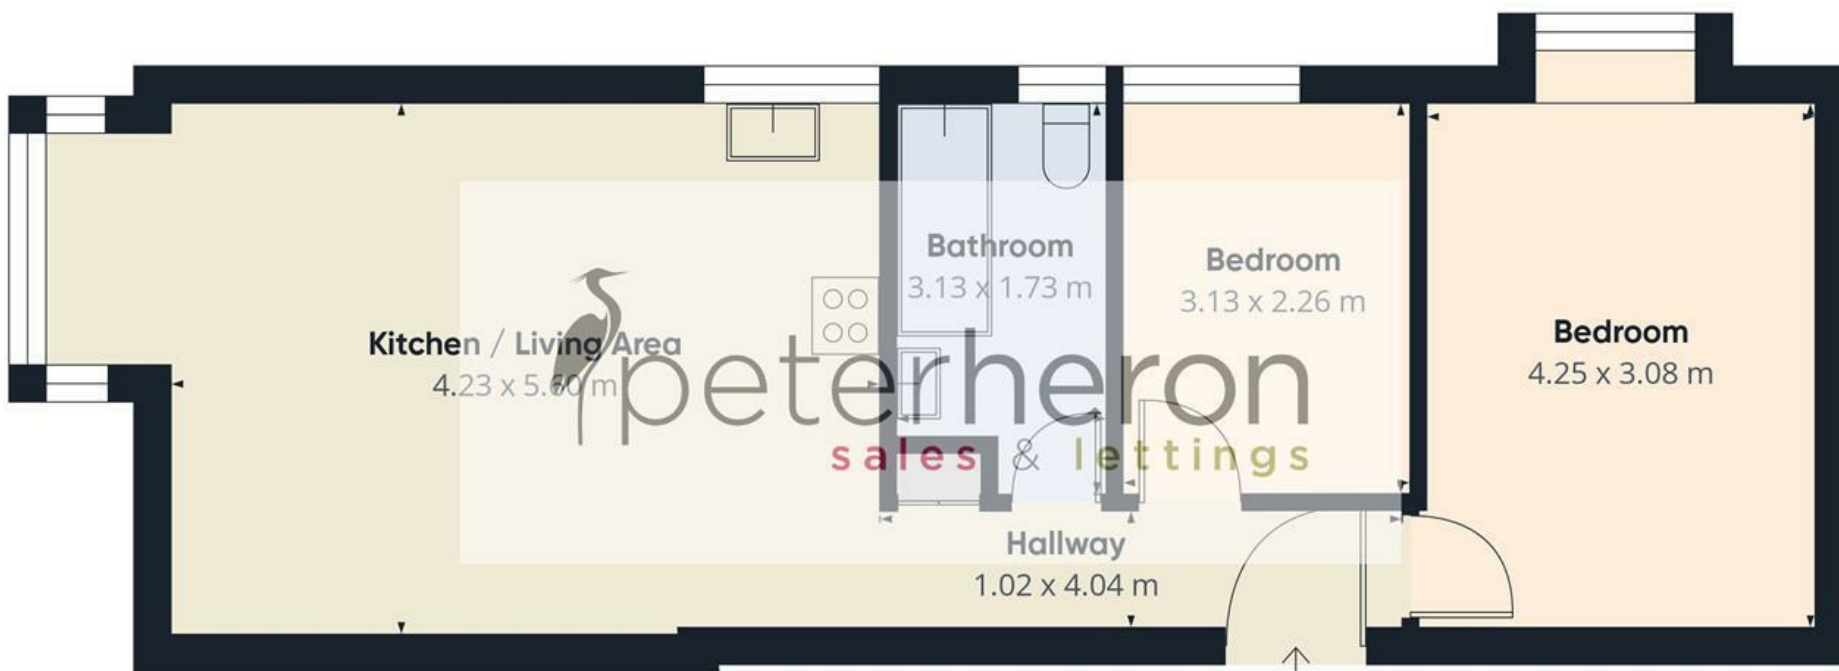 Kitchen / Living Area
4.23 x 5.60 m
Bathroom
3.13 x 1.73 m
Bedroom
3.13 x 2.26 m
Bedroom
4.25 x 3.08 m
peterheron
sales & lettings
Hallway
1.02 x 4.04 m